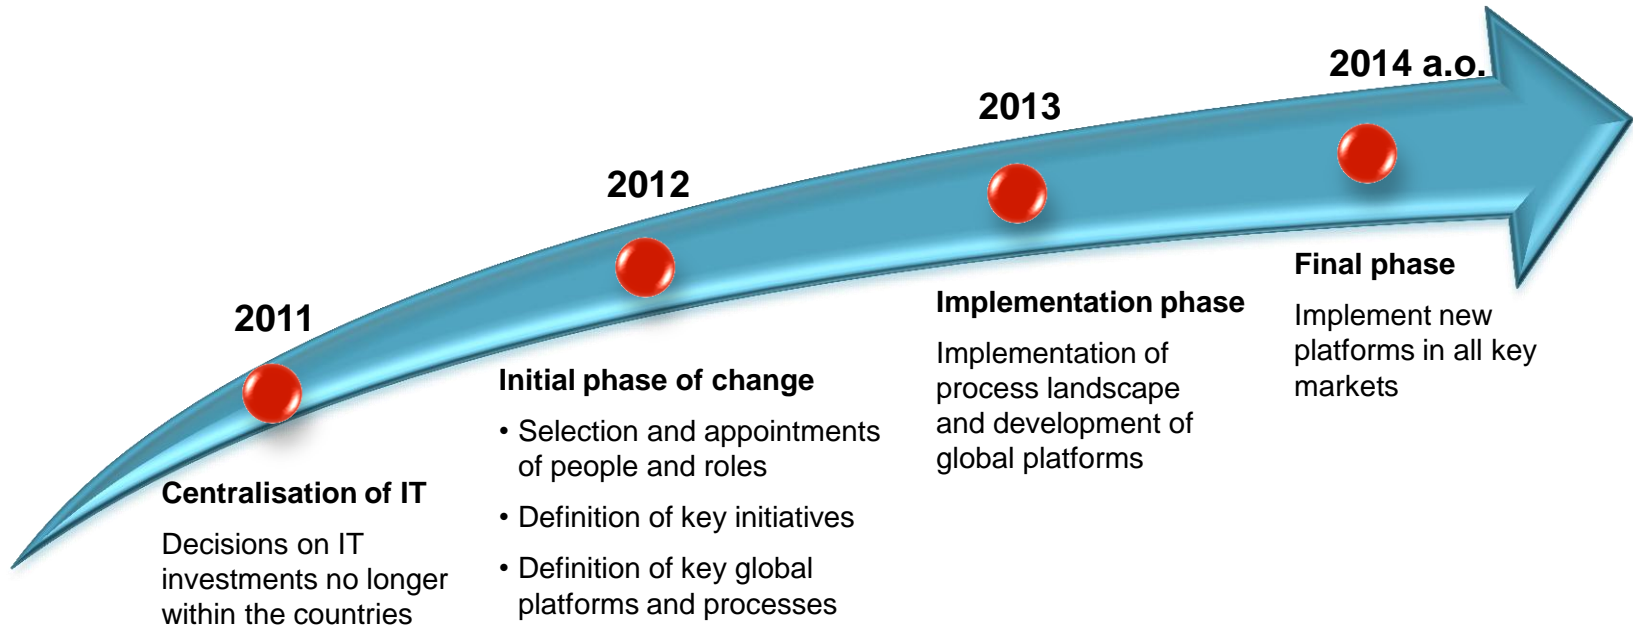 2011
Centralisation of IT
Decisions on IT
investments no longer
within the countries
2012
Initial phase of change
• Selection and appointments
of people and roles
• Definition of key initiatives
• Definition of key global
platforms and processes
2013
Implementation phase
Implementation of
process landscape
and development of
global platforms
2014 a.o.
Final phase
Implement new
platforms in all key
markets